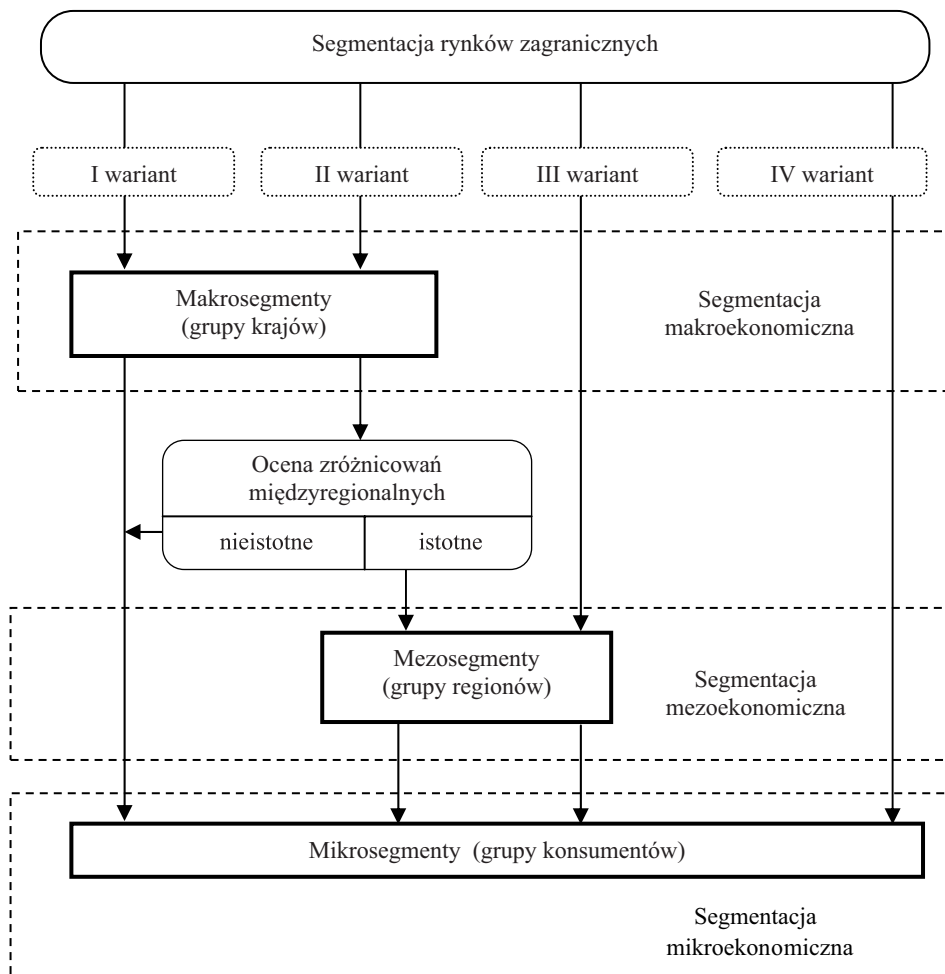 Segmentacja rynków zagranicznych
I wariant
II wariant
III wariant
IV wariant
Makrosegmenty
(grupy krajów)
Segmentacja
makroekonomiczna
Ocena zróżnicowań
międzyregionalnych
nieistotne
istotne
Mezosegmenty
(grupy regionów)
Segmentacja
mezoekonomiczna
Mikrosegmenty (grupy konsumentów)
Segmentacja
mikroekonomiczna